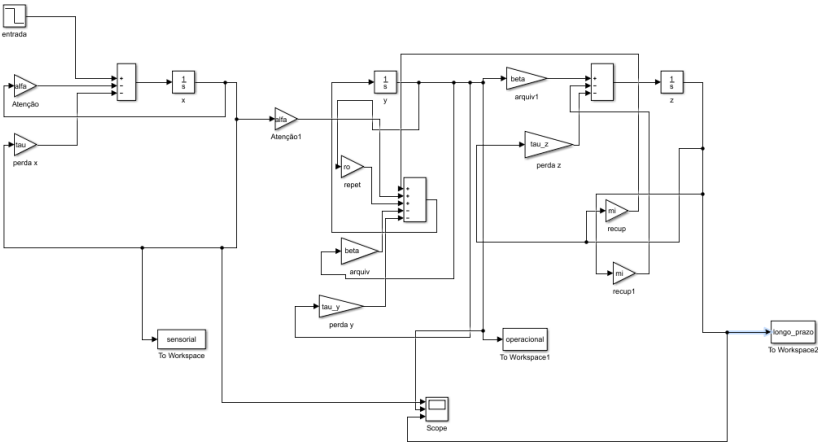 entrada
+
−
−
alfa
Atenção
tau
perda x
1
s
x
alfa
Atenção1
1
s
y
ro
repet
+
+
+
−
−
beta
arquiv
tau_y
perda y
beta
arquiv1
+
−
−
tau_z
perda z
1
s
z
mi
recup
mi
recup1
sensorial
To Workspace
operacional
To Workspace1
longo_prazo
To Workspace2
Scope